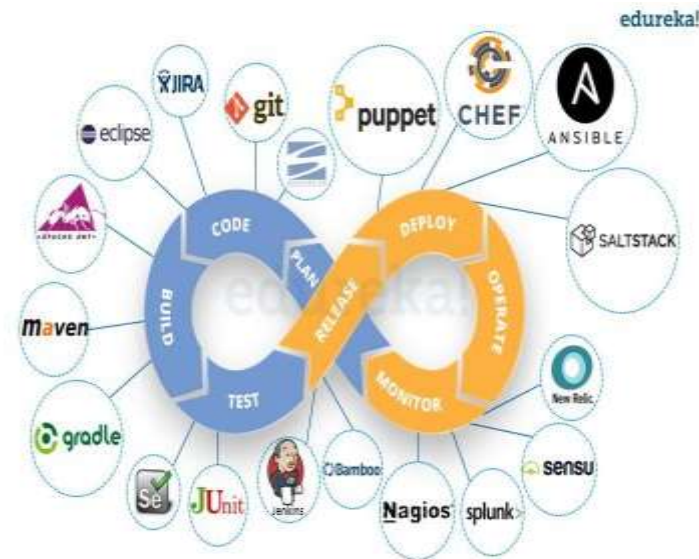 edureka!
JIRA
git
puppet
CHEF
ANSIBLE
eclipse
SALTSTACK
CODE
PLAN
DEPLOY
BUILD
edureka!
RELEASE
OPERATE
maven
TEST
MONITOR
New Relic.
gradle
Se
JUnit
Jenkins
Bamboo
Nagios
splunk>
sensu